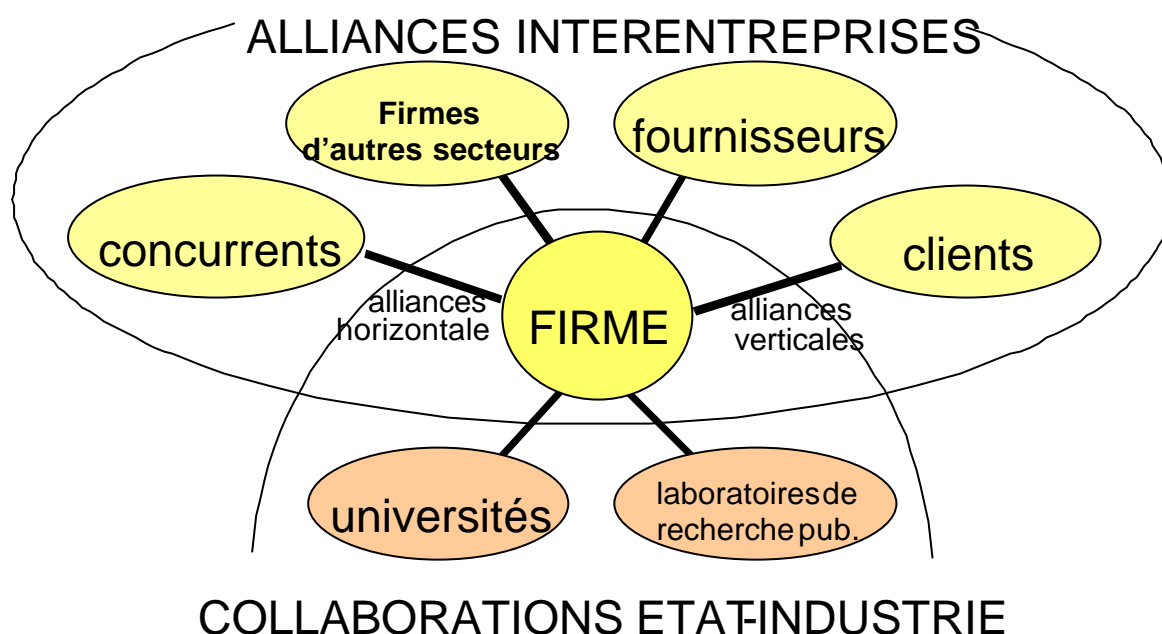 ALLIANCES INTERENTREPRISES
Firmes
d'autres secteurs
fournisseurs
concurrents
clients
alliances
horizontale
FIRME
alliances
verticales
universités
laboratoires de
recherche pub.
COLLABORATIONS ETAT-INDUSTRIE